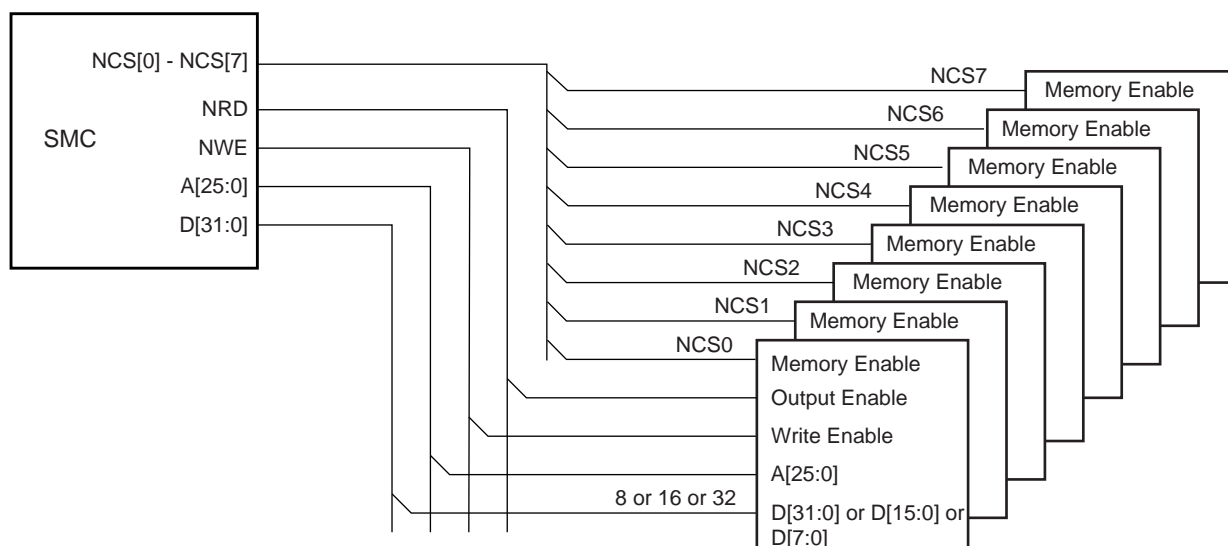 NCS[0] - NCS[7]
NRD
SMC
NWE
A[25:0]
D[31:0]
NCS7
Memory Enable
NCS6
Memory Enable
NCS5
Memory Enable
NCS4
Memory Enable
NCS3
Memory Enable
NCS2
Memory Enable
NCS1
Memory Enable
NCS0
Memory Enable
Output Enable
Write Enable
A[25:0]
8 or 16 or 32
D[31:0] or D[15:0] or
D[7:0]